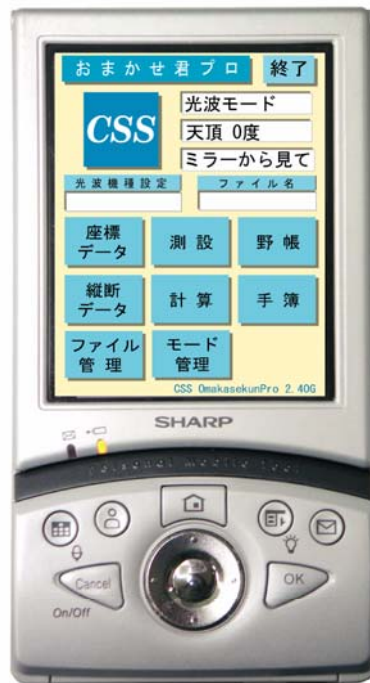 おまかせ君プロ
終了
CSS
光波モード
天頂 0度
ミラーから見て
光波機種設定
ファイル名
座標
データ
測 設
野 帳
縦断
データ
計 算
手 簿
ファイル
管 理
モード
管理
CSS OmakasekunPro 2.40G
SHARP
Personal Mobile Tool
Cancel
OK
On/Off